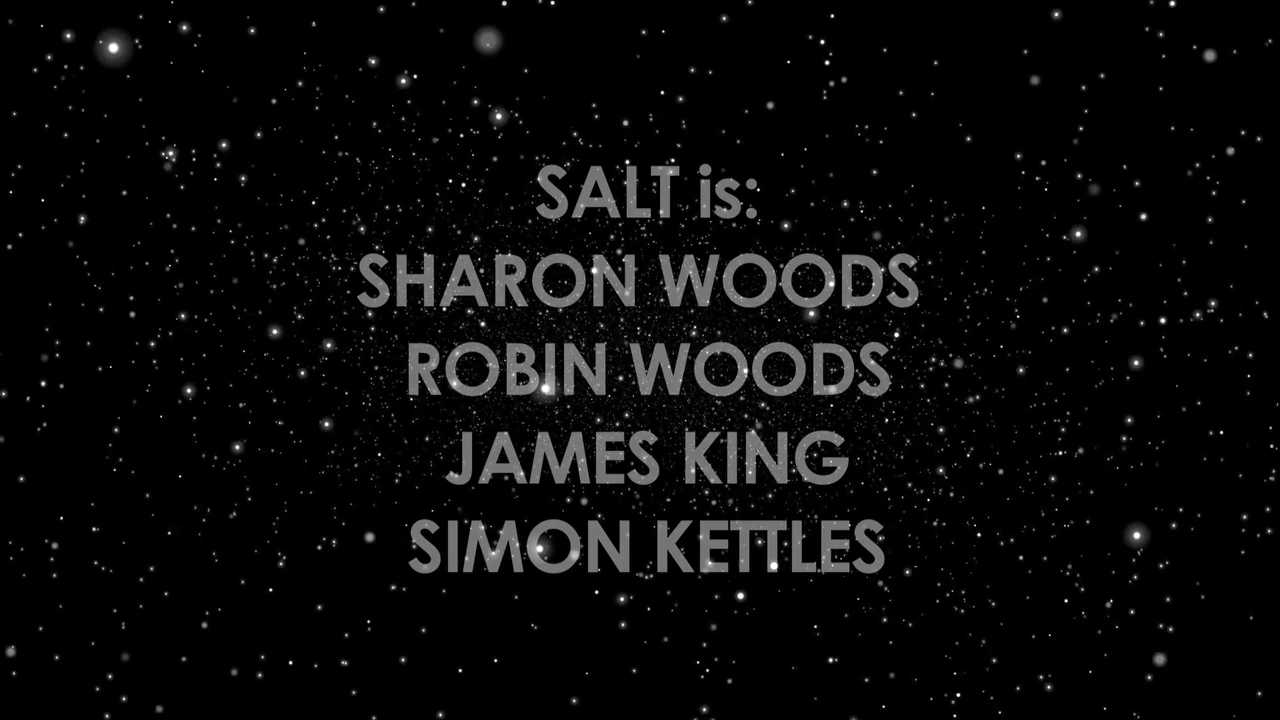 SALT is:
SHARON WOODS
ROBIN WOODS
JAMES KING
SIMON KETTLES